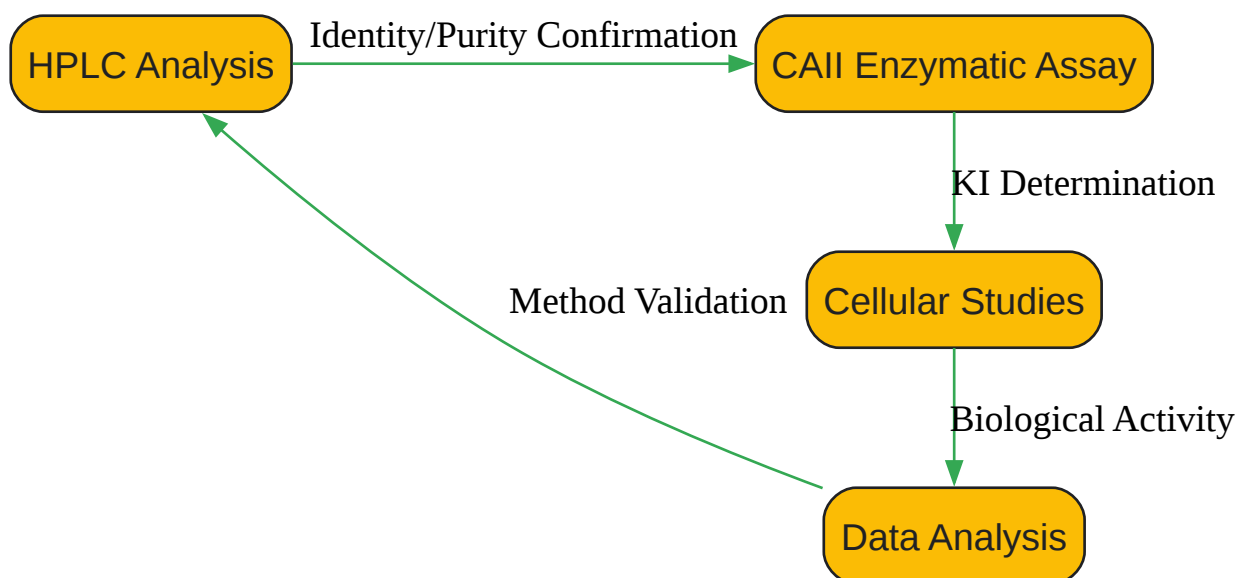 HPLC Analysis
Identity/Purity Confirmation
CAII Enzymatic Assay
KI Determination
Cellular Studies
Method Validation
Biological Activity
Data Analysis